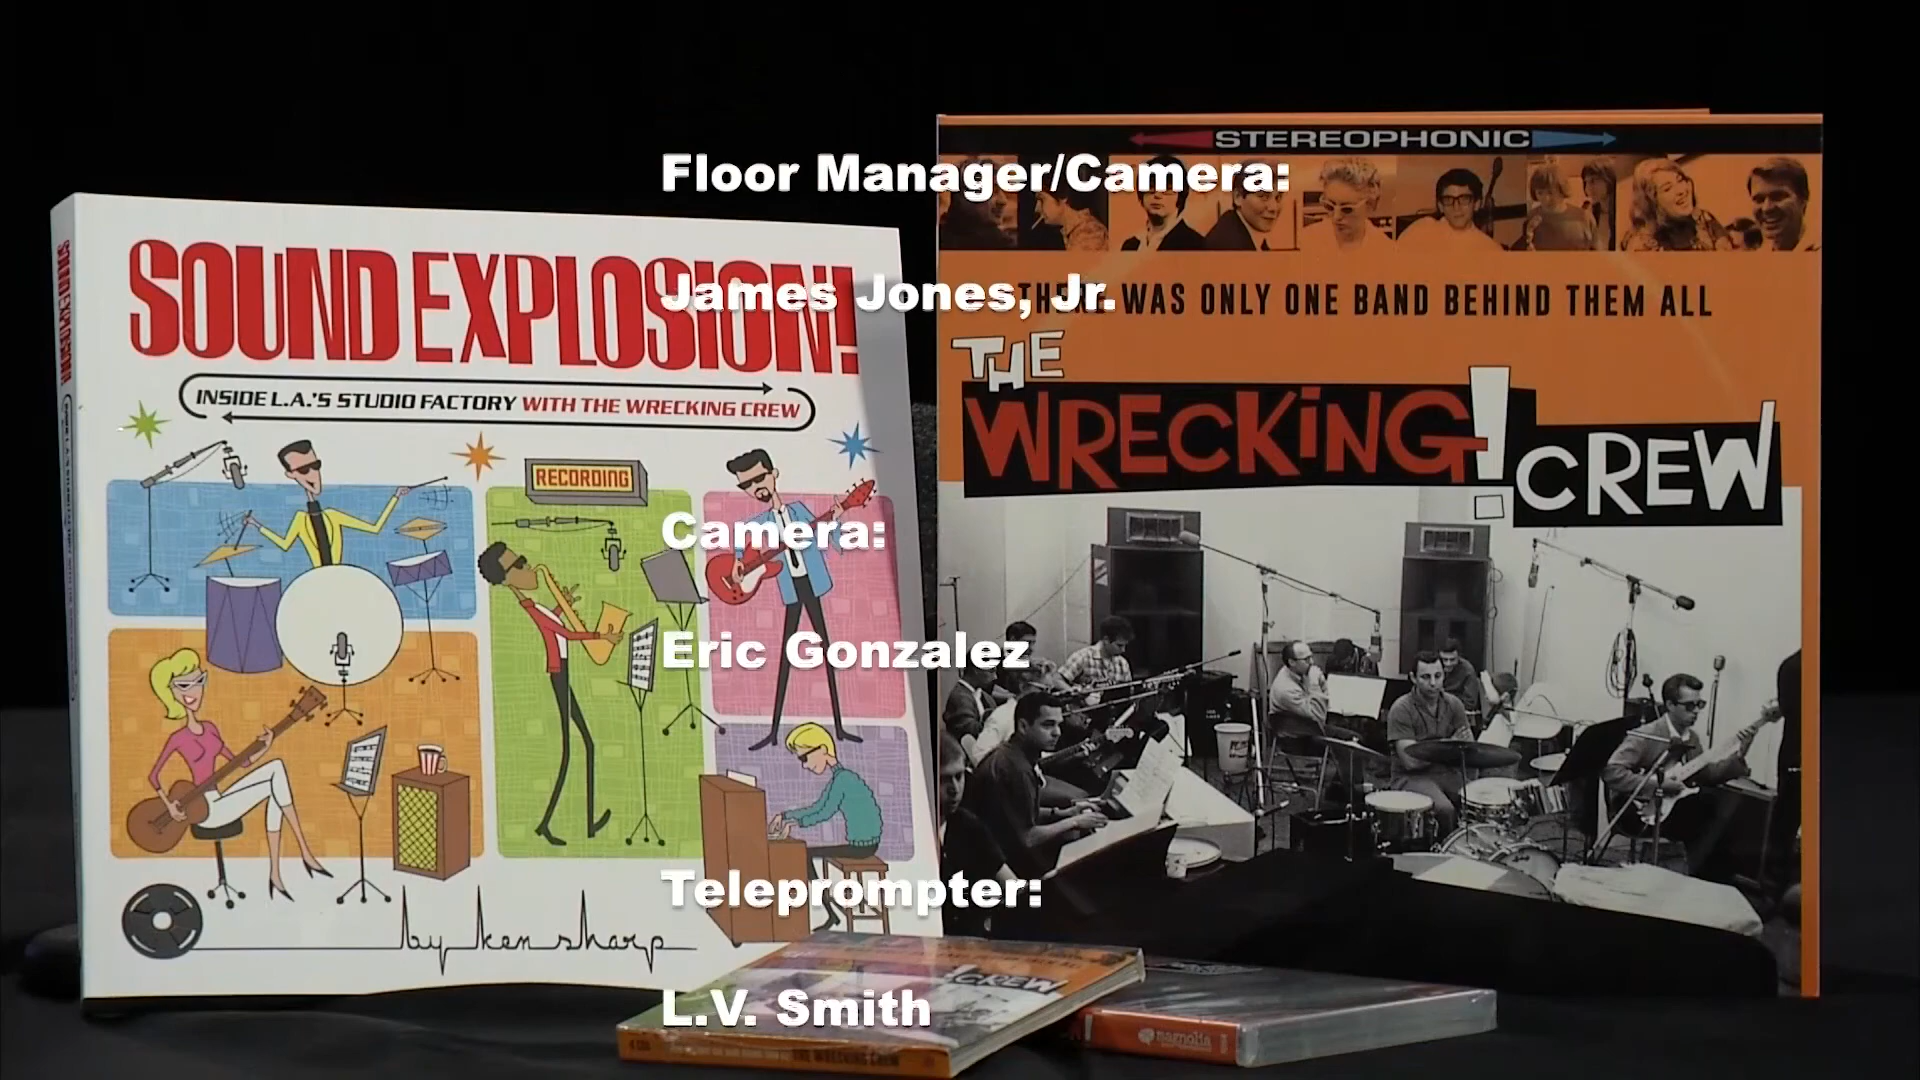 Floor Manager/Camera:
James Jones, Jr.
Camera:
Eric Gonzalez
Teleprompter:
L.V. Smith
SOUND EXPLOSION!
INSIDE L.A.'S STUDIO FACTORY WITH THE WRECKING CREW
RECORDING
by ken sharp
STEREOPHONIC
THERE WAS ONLY ONE BAND BEHIND THEM ALL
THE
WRECKiNG!
CREW
CREW
THE WRECKING CREW
magnolia